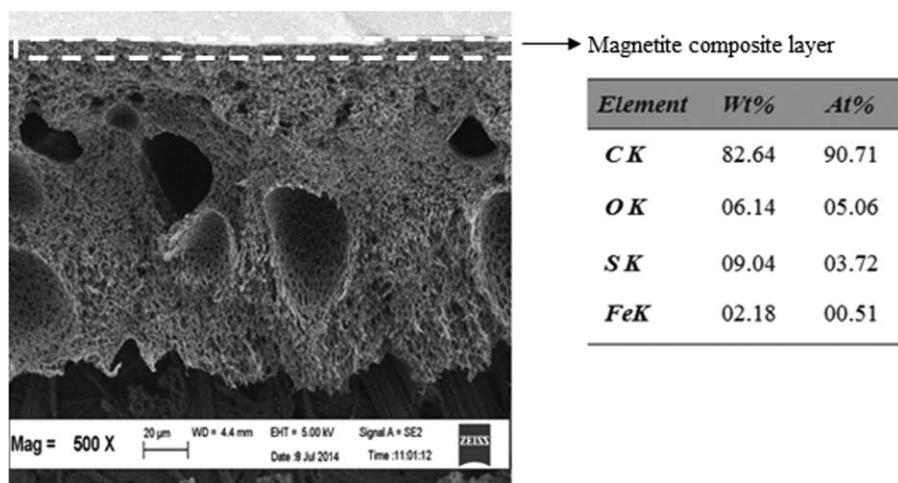 Magnetite composite layer
Element Wt% At%
C K 82.64 90.71
O K 06.14 05.06
S K 09.04 03.72
FeK 02.18 00.51
Mag = 500 X 20 µm WD = 4.4 mm EHT = 5.00 kV Signal A = SE2 ZEISS
Date :8 Jul 2014 Time :11:01:12